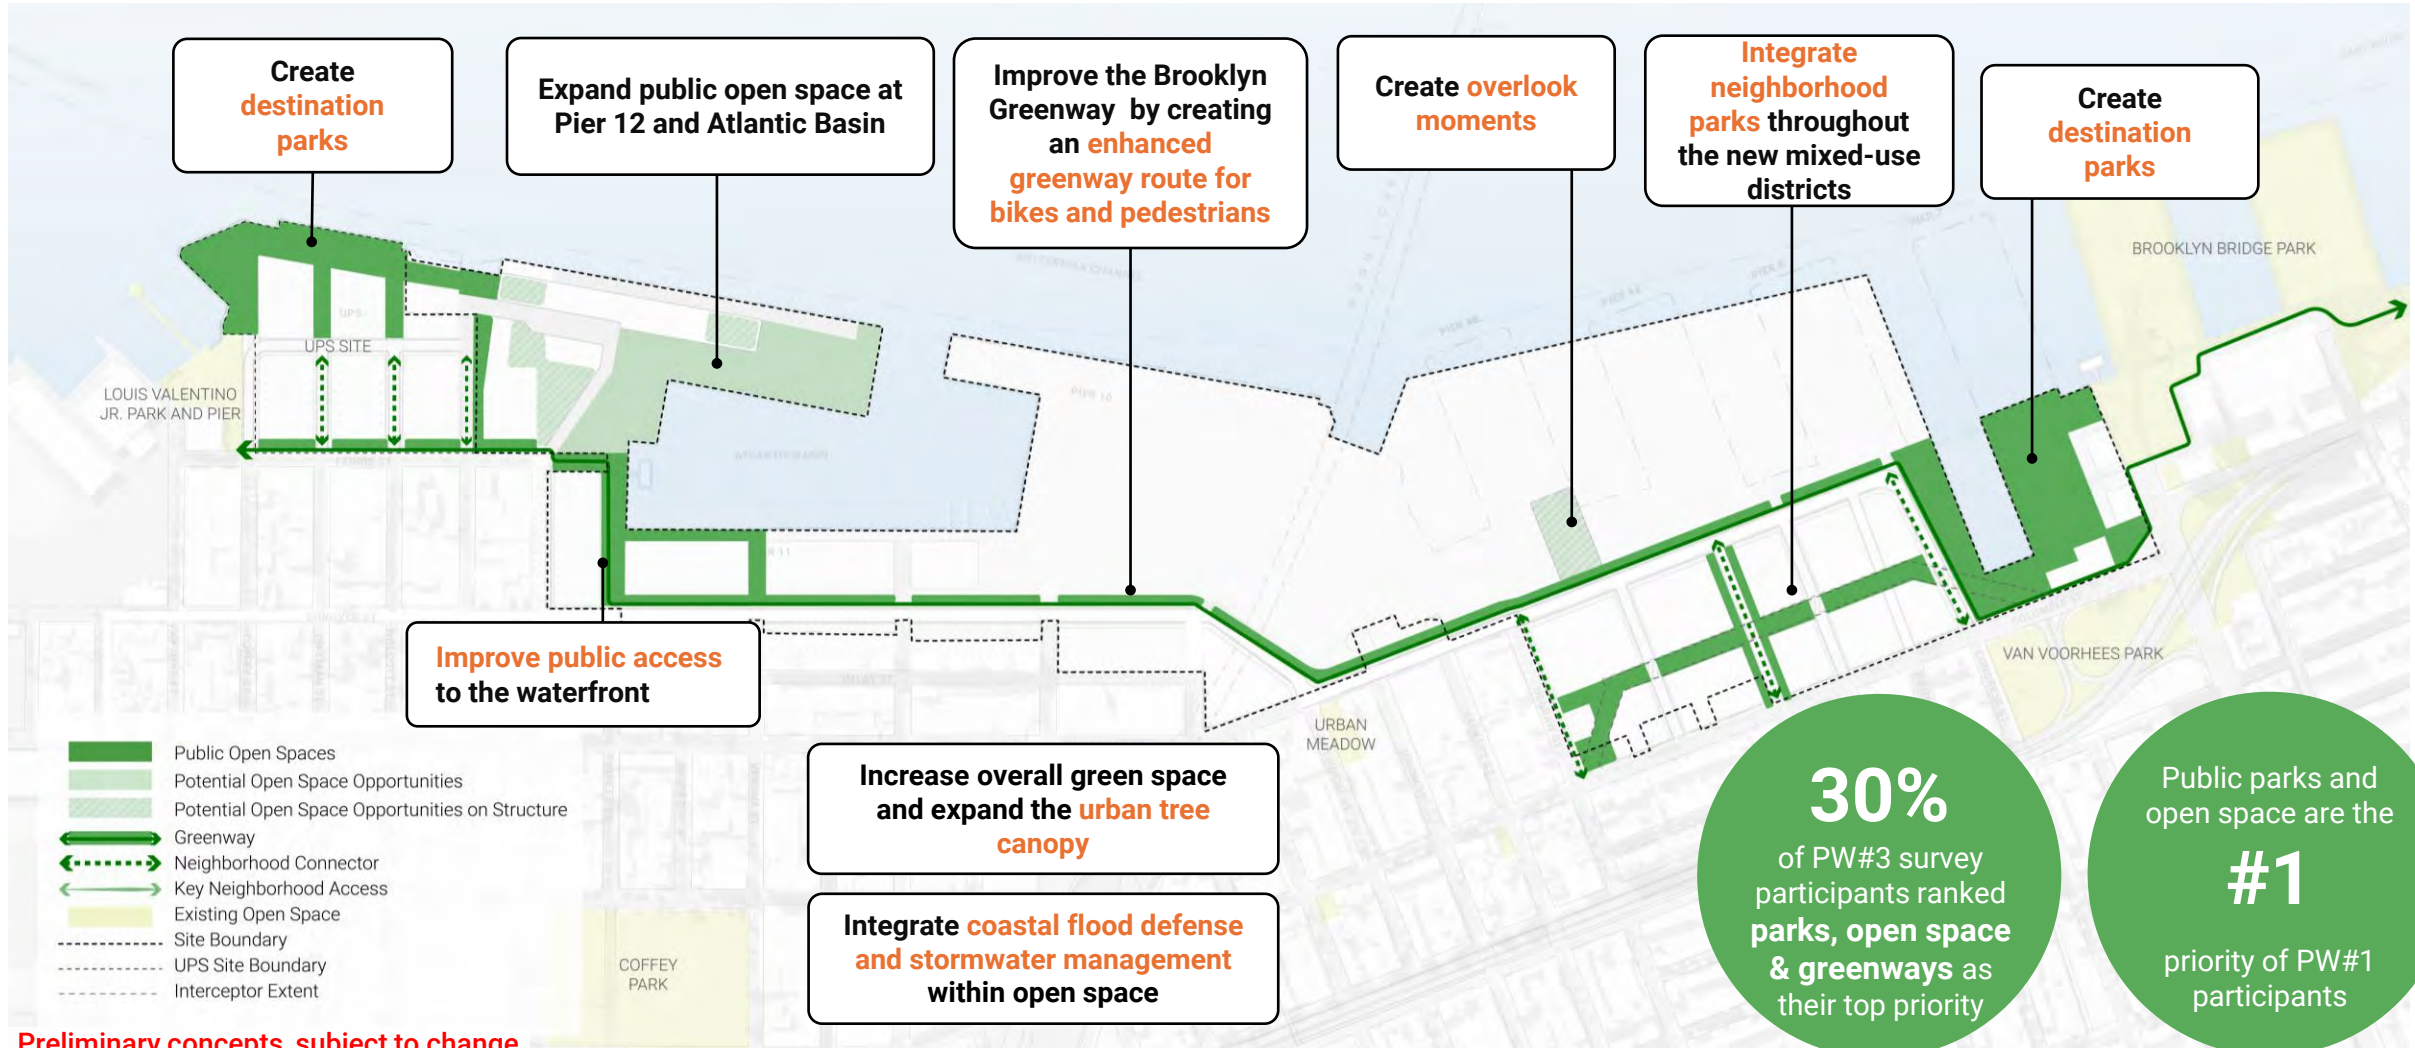 Create
destination
parks
Expand public open space at
Pier 12 and Atlantic Basin
Improve the Brooklyn
Greenway by creating
an enhanced
greenway route for
bikes and pedestrians
Create overlook
moments
Integrate
neighborhood
parks throughout
the new mixed-use
districts
Create
destination
parks
BROOKLYN BRIDGE PARK
UPS
UPS SITE
LOUIS VALENTINO
JR. PARK AND PIER
PIER 10
Improve public access
to the waterfront
VAN VOORHEES PARK
URBAN
MEADOW
Public Open Spaces
Potential Open Space Opportunities
Potential Open Space Opportunities on Structure
Greenway
Neighborhood Connector
Key Neighborhood Access
Existing Open Space
Site Boundary
UPS Site Boundary
Interceptor Extent
Increase overall green space
and expand the urban tree
canopy
Integrate coastal flood defense
and stormwater management
within open space
COFFEY
PARK
30%
of PW#3 survey
participants ranked
parks, open space
& greenways as
their top priority
Public parks and
open space are the
#1
priority of PW#1
participants
Preliminary concepts, subject to change